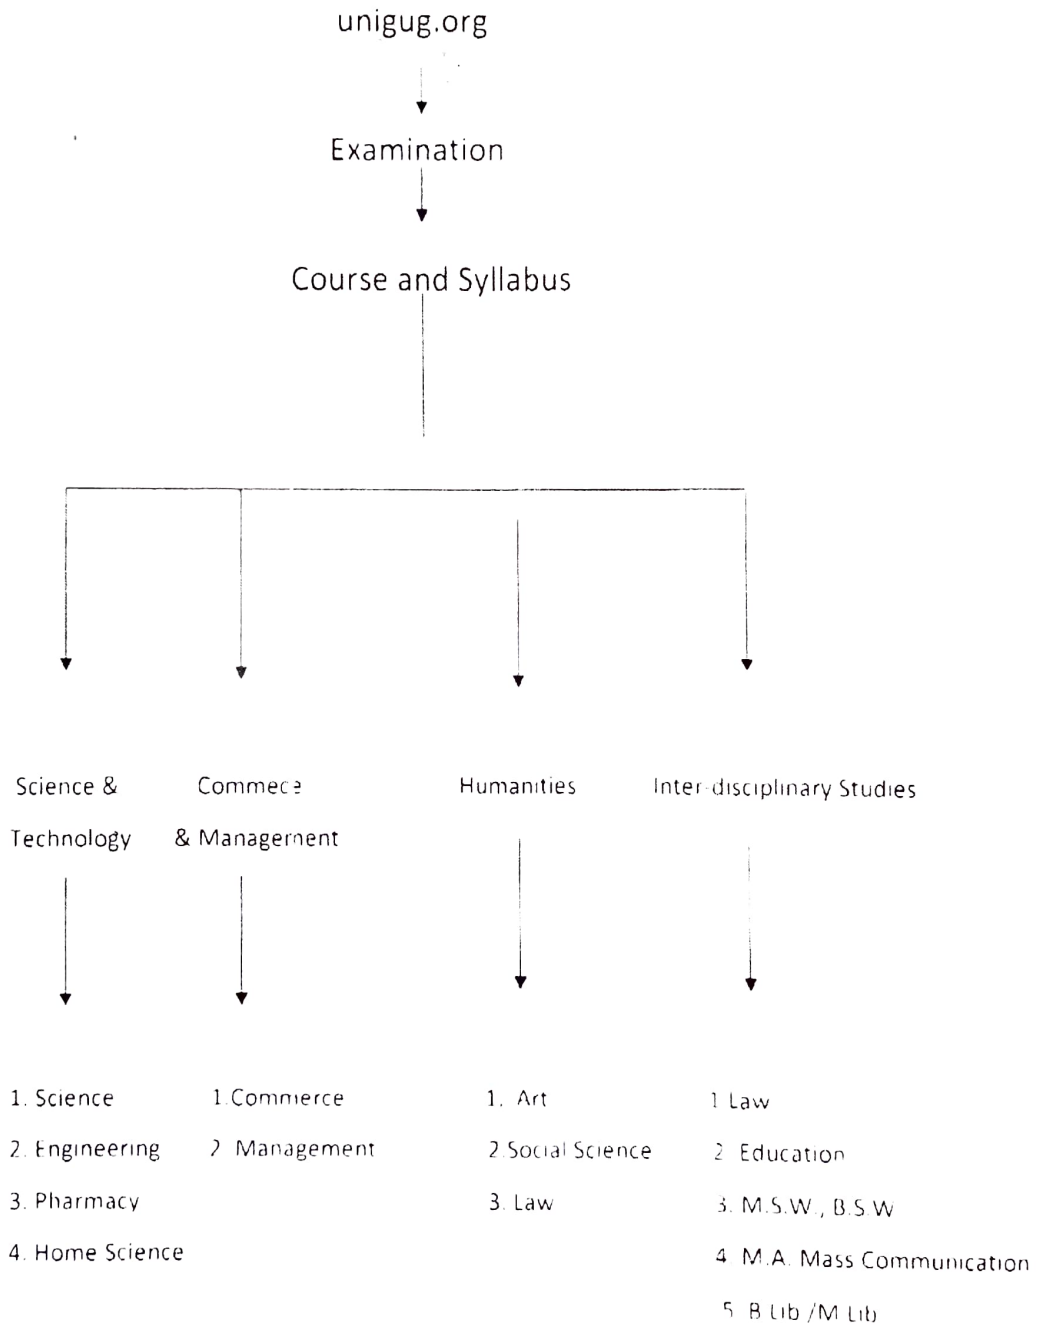 unigug.org
Examination
Course and Syllabus
Science &
Technology
Commece
& Management
Humanities
Inter-disciplinary Studies
1. Science
2. Engineering
3. Pharmacy
4. Home Science
1.Commerce
2 Management
1. Art
2.Social Science
3. Law
1 Law
2 Education
3. M.S.W., B.S.W
4 M.A. Mass Communication
5 B Lib /M Lib